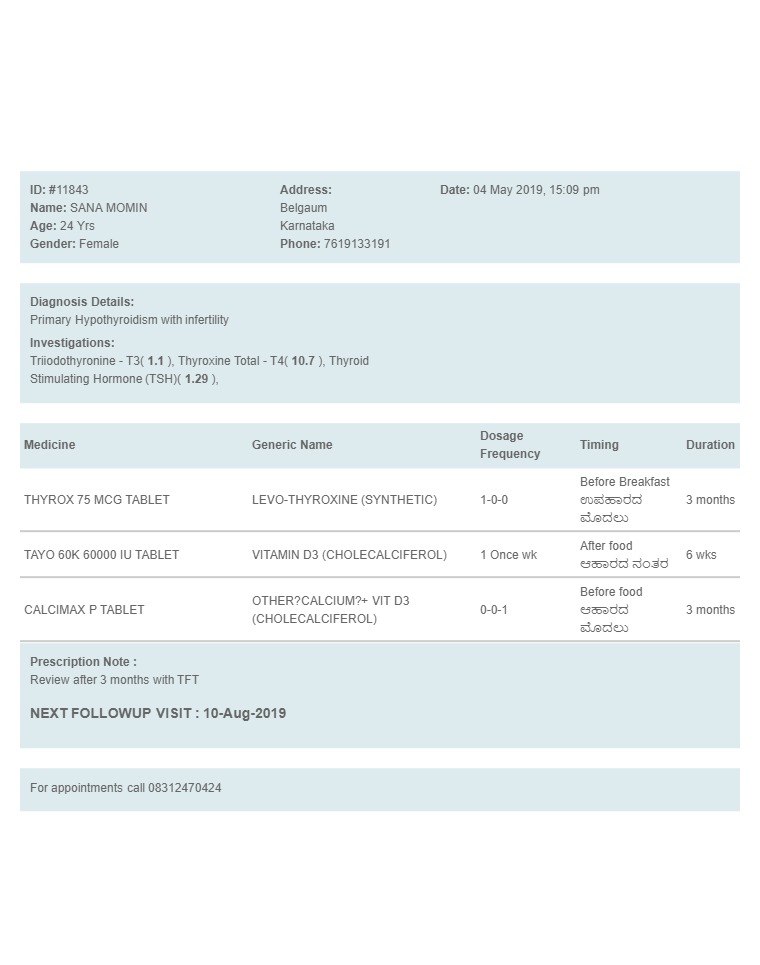 ID: #11843
Name: SANA MOMIN
Age: 24 Yrs
Gender: Female
Address:
Belgaum
Karnataka
Phone: 7619133191
Date: 04 May 2019, 15:09 pm
Diagnosis Details:
Primary Hypothyroidism with infertility
Investigations:
Triiodothyronine - T3( 1.1 ), Thyroxine Total - T4( 10.7 ), Thyroid
Stimulating Hormone (TSH)( 1.29 ),
Medicine Generic Name Dosage Frequency Timing Duration
THYROX 75 MCG TABLET LEVO-THYROXINE (SYNTHETIC) 1-0-0 Before Breakfast
ಉಪಹಾರದ
ಮೊದಲು
3 months
TAYO 60K 60000 IU TABLET VITAMIN D3 (CHOLECALCIFEROL) 1 Once wk After food
ಆಹಾರದ ನಂತರ
6 wks
CALCIMAX P TABLET OTHER?CALCIUM?+ VIT D3
(CHOLECALCIFEROL)
0-0-1 Before food
ಆಹಾರದ
ಮೊದಲು
3 months
Prescription Note :
Review after 3 months with TFT
NEXT FOLLOWUP VISIT : 10-Aug-2019
For appointments call 08312470424